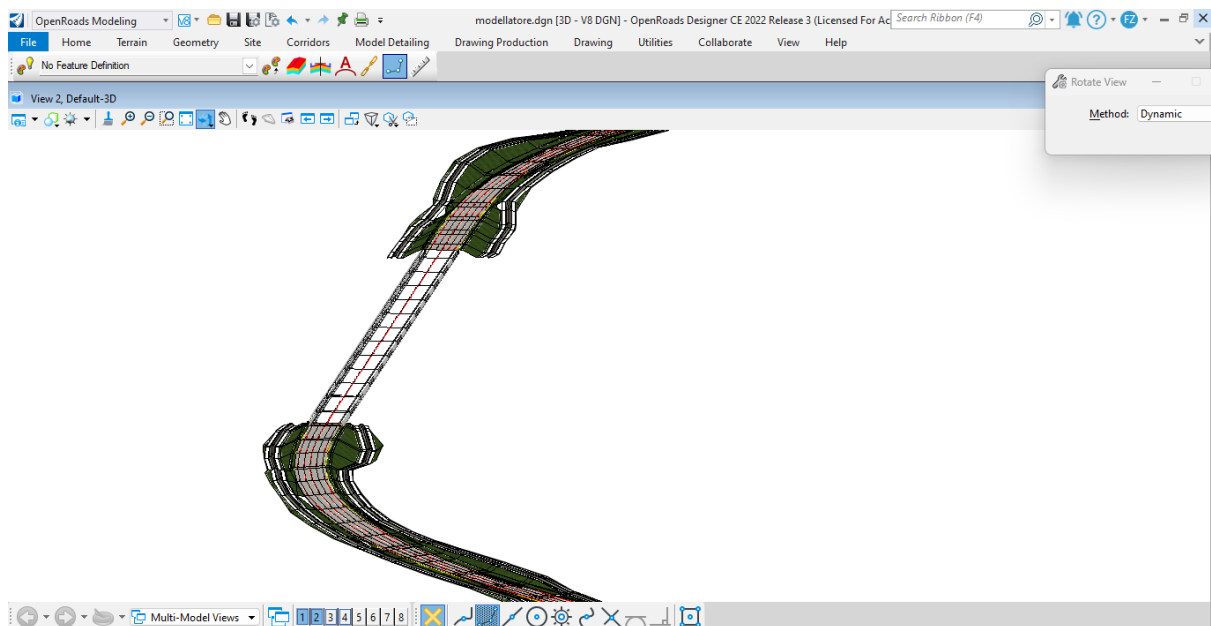 OpenRoads Modeling V8 modellatore.dgn [3D - V8 DGN] - OpenRoads Designer CE 2022 Release 3 (Licensed For Ac Search Ribbon (F4) ? FZ
File Home Terrain Geometry Site Corridors Model Detailing Drawing Production Drawing Utilities Collaborate View Help
No Feature Definition
Rotate View
View 2, Default-3D
Method: Dynamic
Multi-Model Views 1 2 3 4 5 6 7 8